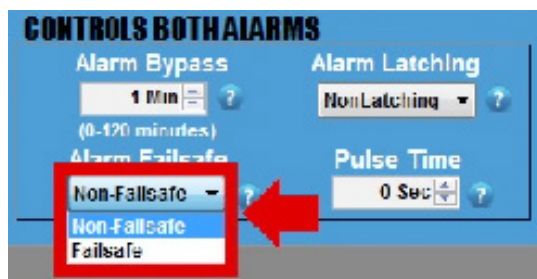 CONTROLS BOTH ALARMS
Alarm Bypass
Alarm Latching
1 Min
?
NonLatching
?
(0-120 minutes)
Alarm Failsafe
Pulse Time
Non-Failsafe
?
0 Sec
?
Non-Failsafe
Failsafe